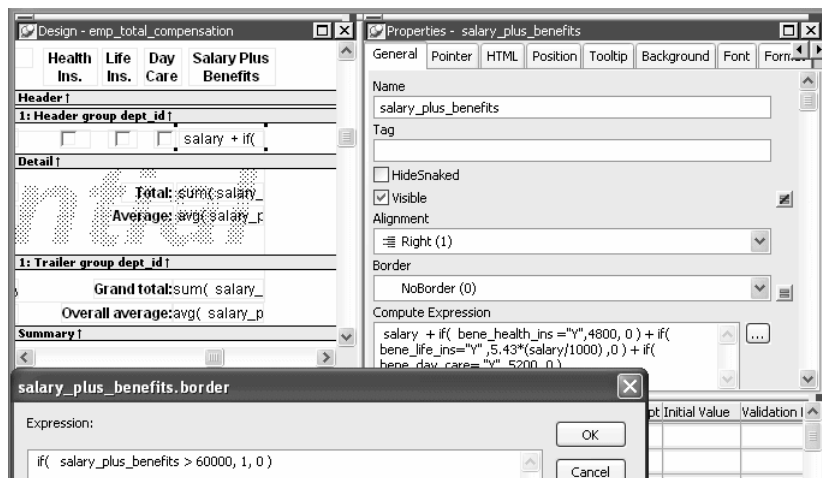 Design - emp_total_compensation
Health Life Day Salary Plus
Ins. Ins. Care Benefits
Header ↑
1: Header group dept_id ↑
salary + if(
Detail ↑
Total: sum( salary_
Average: avg( salary_p
1: Trailer group dept_id ↑
Grand total: sum( salary_
Overall average: avg( salary_p
Summary ↑
Properties - salary_plus_benefits
General Pointer HTML Position Tooltip Background Font
Name
salary_plus_benefits
Tag
HideSnaked
Visible
Alignment
Right (1)
Border
NoBorder (0)
Compute Expression
salary + if( bene_health_ins ="Y",4800, 0 ) + if(
bene_life_ins="Y" ,5.43*(salary/1000) ,0 ) + if(
bene_day_care= "Y", 5200, 0 )
...
pt Initial Value Validation
salary_plus_benefits.border
Expression:
if( salary_plus_benefits > 60000, 1, 0 )
OK
Cancel